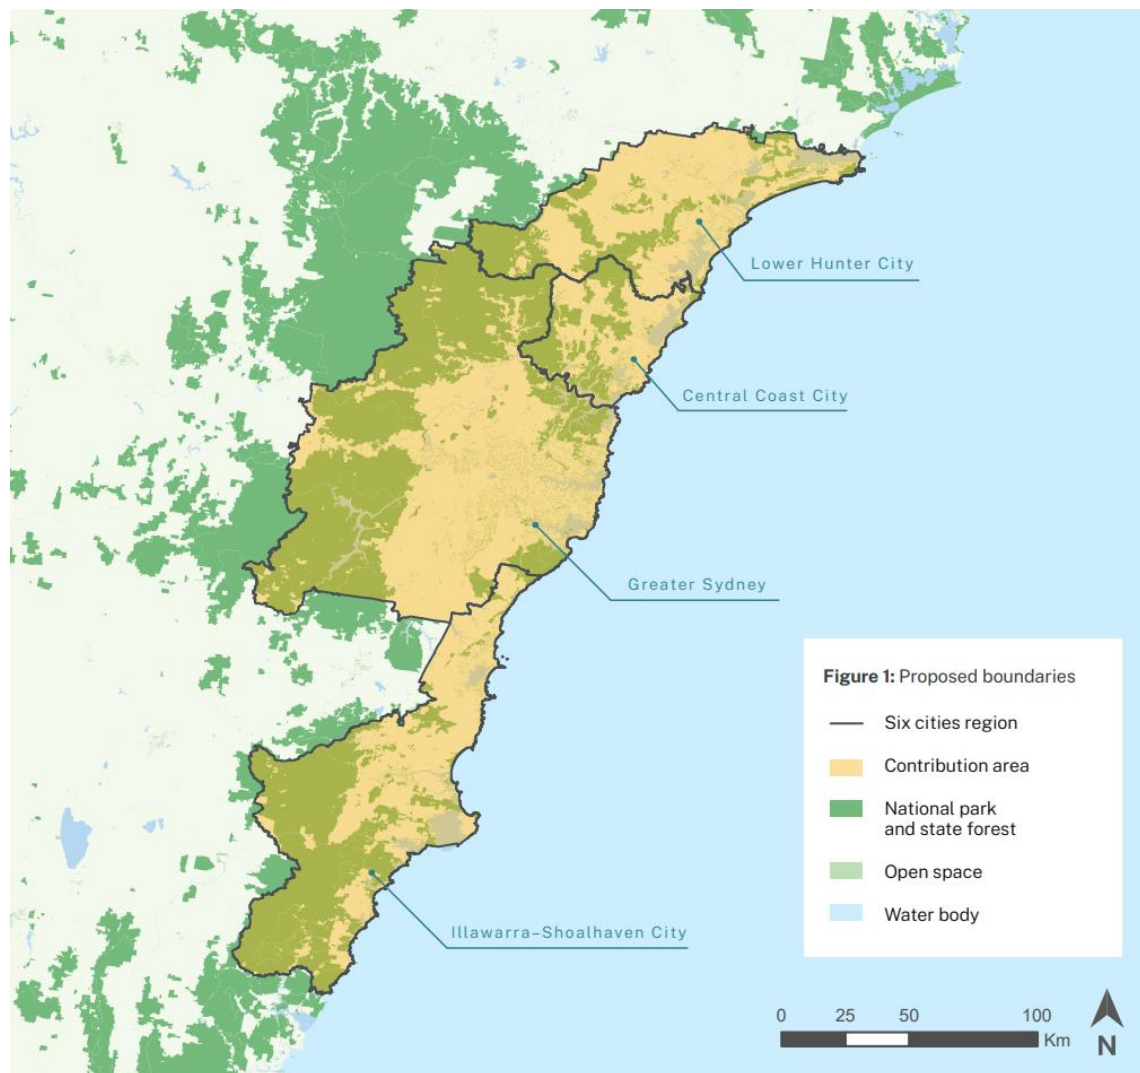 Lower Hunter City
Central Coast City
Greater Sydney
Figure 1: Proposed boundaries
Six cities region
Contribution area
National park
and state forest
Open space
Water body
Illawarra–Shoalhaven City
0 25 50 100
Km
N